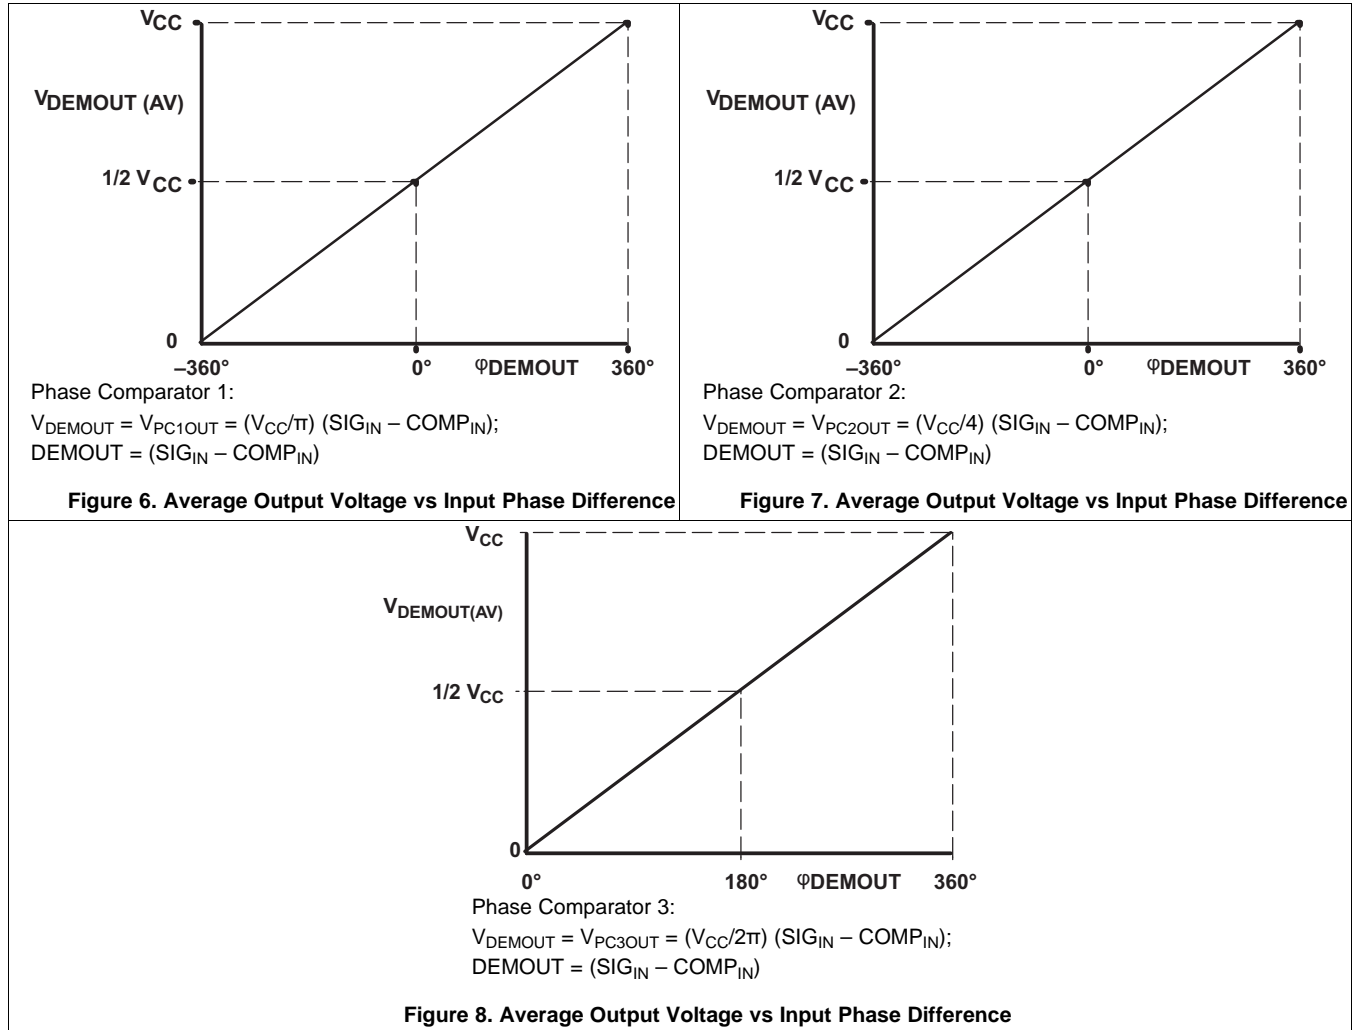 VCC
VDEMOUT (AV)
1/2 VCC
0
–360° 0° φDEMOUT 360°
Phase Comparator 1:
VDEMOUT = VPC1OUT = (VCC/π) (SIGIN – COMPIN);
DEMOUT = (SIGIN – COMPIN)
Figure 6. Average Output Voltage vs Input Phase Difference
VCC
VDEMOUT (AV)
1/2 VCC
0
–360° 0° φDEMOUT 360°
Phase Comparator 2:
VDEMOUT = VPC2OUT = (VCC/4) (SIGIN – COMPIN);
DEMOUT = (SIGIN – COMPIN)
Figure 7. Average Output Voltage vs Input Phase Difference
VCC
VDEMOUT(AV)
1/2 VCC
0
0° 180° φDEMOUT 360°
Phase Comparator 3:
VDEMOUT = VPC3OUT = (VCC/2π) (SIGIN – COMPIN);
DEMOUT = (SIGIN – COMPIN)
Figure 8. Average Output Voltage vs Input Phase Difference